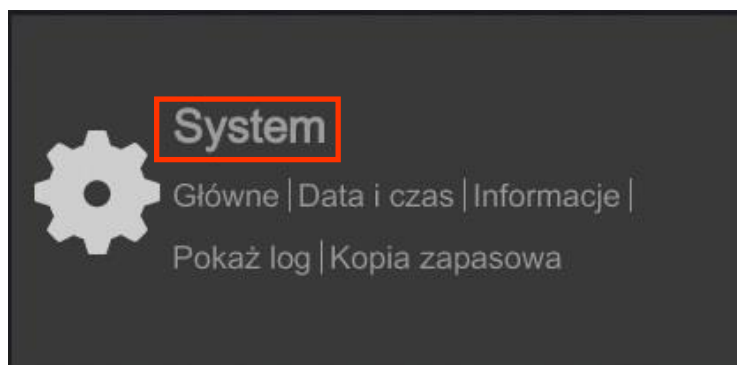 System
Główne | Data i czas | Informacje |
Pokaż log | Kopia zapasowa